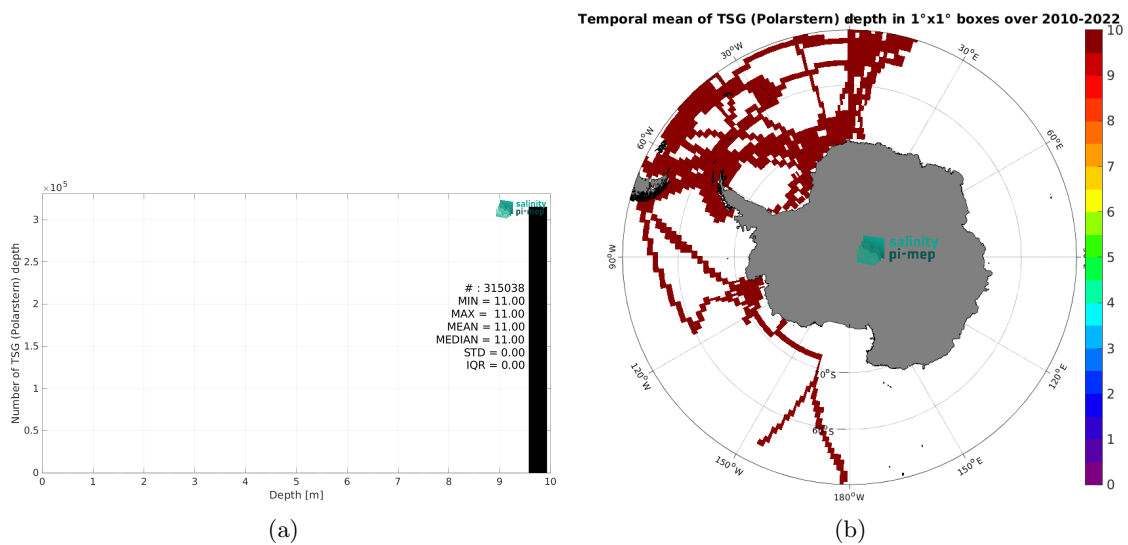 Temporal mean of TSG (Polarstern) depth in 1°x1° boxes over 2010-2022
×10⁵
3
2.5
2
1.5
1
0.5
0
Number of TSG (Polarstern) depth
salinity
pi-mep
# : 315038
MIN = 11.00
MAX = 11.00
MEAN = 11.00
MEDIAN = 11.00
STD = 0.00
IQR = 0.00
0 1 2 3 4 5 6 7 8 9 10
Depth [m]
(a)
30°W
30°E
60°W
60°E
90°W
120°W
120°E
150°W
150°E
180°W
60°S
salinity
pi-mep
10
9
8
7
6
5
4
3
2
1
0
(b)